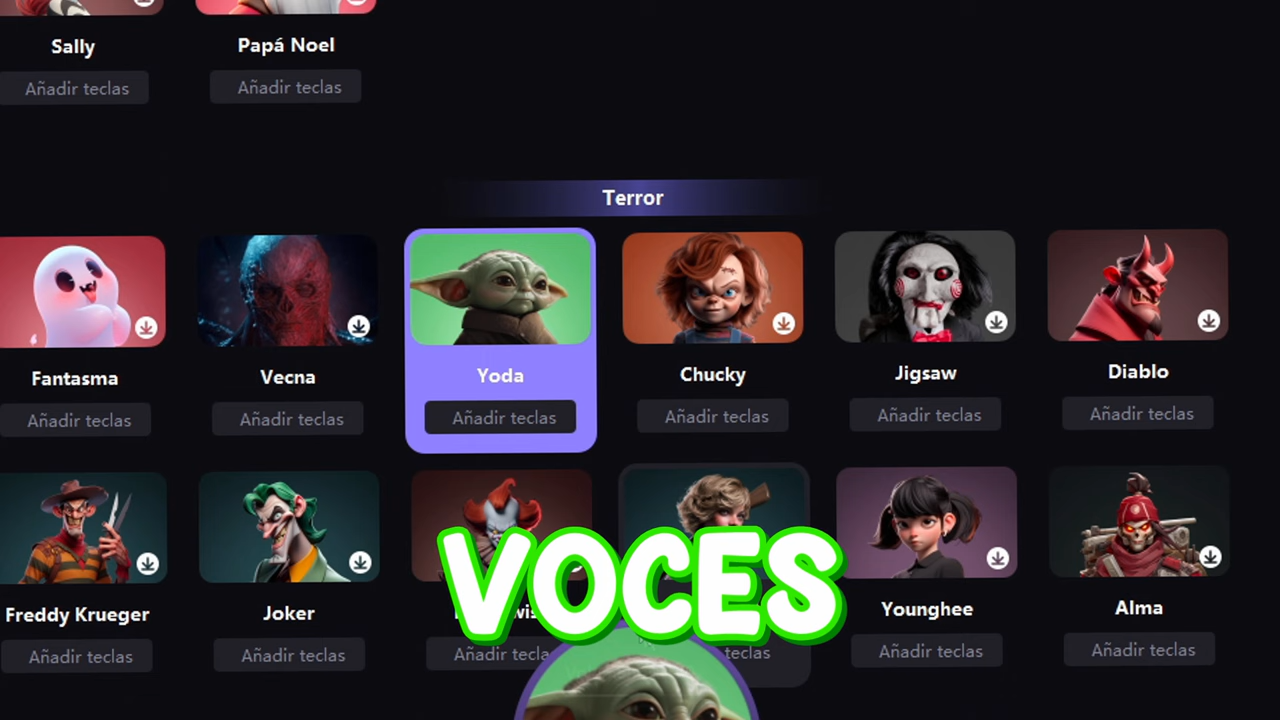 Sally
Papá Noel
Añadir teclas
Añadir teclas
Terror
Fantasma
Vecna
Yoda
Chucky
Jigsaw
Diablo
Añadir teclas
Añadir teclas
Añadir teclas
Añadir teclas
Añadir teclas
Añadir teclas
VOCES
Freddy Krueger
Joker
Younghee
Alma
Añadir teclas
Añadir teclas
Añadir
teclas
Añadir teclas
Añadir teclas